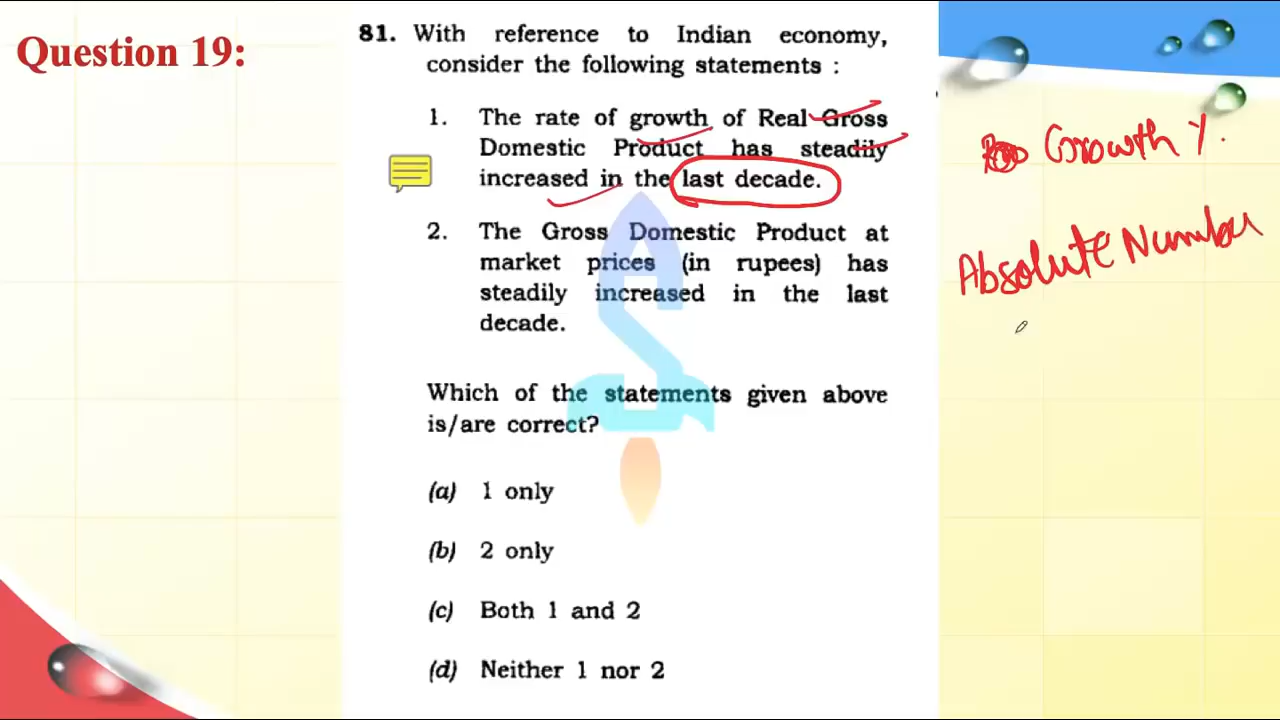 Question 19:
81. With reference to Indian economy,
consider the following statements :
1. The rate of growth of Real Gross
Domestic Product has steadily
increased in the last decade.
2. The Gross Domestic Product at
market prices (in rupees) has
steadily increased in the last
decade.
Which of the statements given above
is/are correct?
(a) 1 only
(b) 2 only
(c) Both 1 and 2
(d) Neither 1 nor 2
Growth %.
Absolute Number